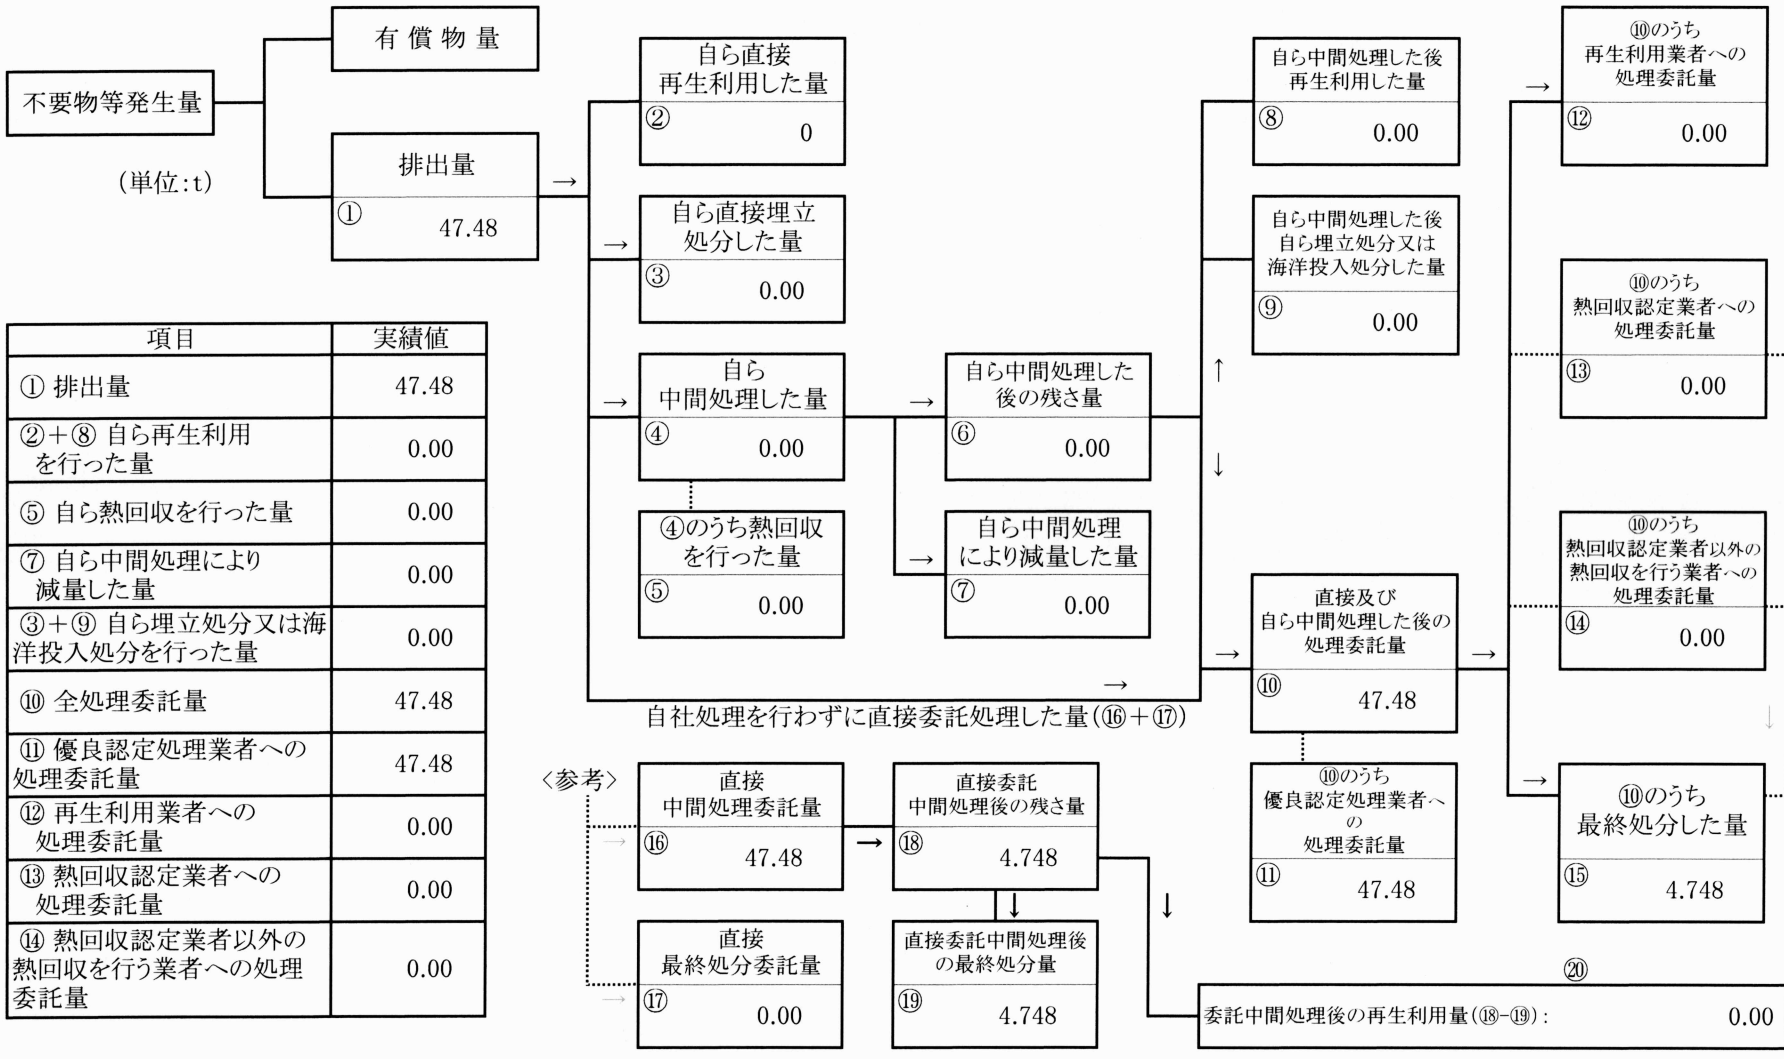 不要物等発生量
(単位:t)
有償物量
排出量
① 47.48
自ら直接
再生利用した量
② 0
自ら直接埋立
処分した量
③ 0.00
自ら
中間処理した量
④ 0.00
④のうち熱回収
を行った量
⑤ 0.00
自ら中間処理した
後の残さ量
⑥ 0.00
自ら中間処理
により減量した量
⑦ 0.00
自ら中間処理した後
再生利用した量
⑧ 0.00
自ら中間処理した後
自ら埋立処分又は
海洋投入処分した量
⑨ 0.00
直接及び
自ら中間処理した後の
処理委託量
⑩ 47.48
⑩のうち
優良認定処理業者へ
の
処理委託量
⑪ 47.48
⑩のうち
再生利用業者への
処理委託量
⑫ 0.00
⑩のうち
熱回収認定業者への
処理委託量
⑬ 0.00
⑩のうち
熱回収認定業者以外の
熱回収を行う業者への
処理委託量
⑭ 0.00
⑩のうち
最終処分した量
⑮ 4.748
自社処理を行わずに直接委託処理した量(⑯+⑰)
<参考>
直接
中間処理委託量
⑯ 47.48
直接
最終処分委託量
⑰ 0.00
直接委託
中間処理後の残さ量
⑱ 4.748
直接委託中間処理後
の最終処分量
⑲ 4.748
⑳
委託中間処理後の再生利用量(⑱-⑲): 0.00
項目 実績値
① 排出量 47.48
②+⑧ 自ら再生利用
を行った量 0.00
⑤ 自ら熱回収を行った量 0.00
⑦ 自ら中間処理により
減量した量 0.00
③+⑨ 自ら埋立処分又は海
洋投入処分を行った量 0.00
⑩ 全処理委託量 47.48
⑪ 優良認定処理業者への
処理委託量 47.48
⑫ 再生利用業者への
処理委託量 0.00
⑬ 熱回収認定業者への
処理委託量 0.00
⑭ 熱回収認定業者以外の
熱回収を行う業者への処理
委託量 0.00